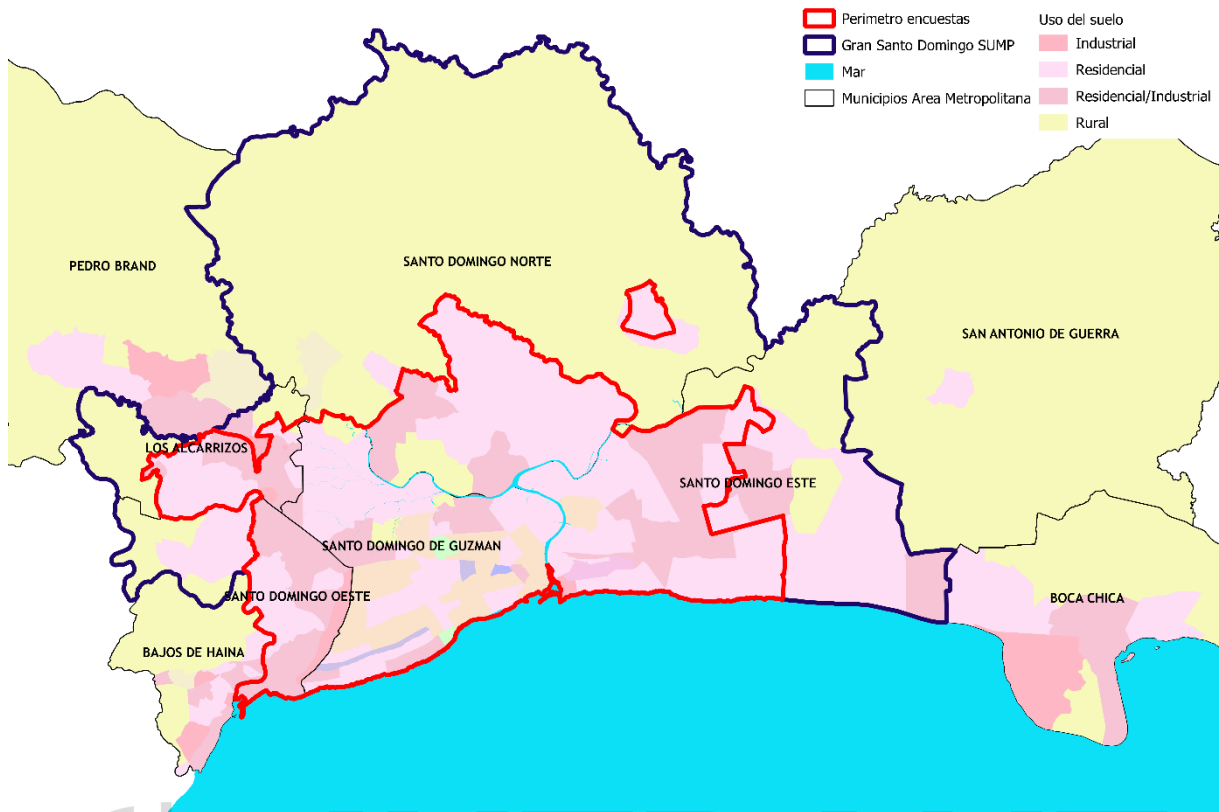 Perimetro encuestas
Gran Santo Domingo SUMP
Mar
Municipios Area Metropolitana
Uso del suelo
Industrial
Residencial
Residencial/Industrial
Rural
PEDRO BRAND
SANTO DOMINGO NORTE
SAN ANTONIO DE GUERRA
LOS ALCARRIZOS
SANTO DOMINGO ESTE
SANTO DOMINGO DE GUZMAN
SANTO DOMINGO OESTE
BOCA CHICA
BAJOS DE HAINA